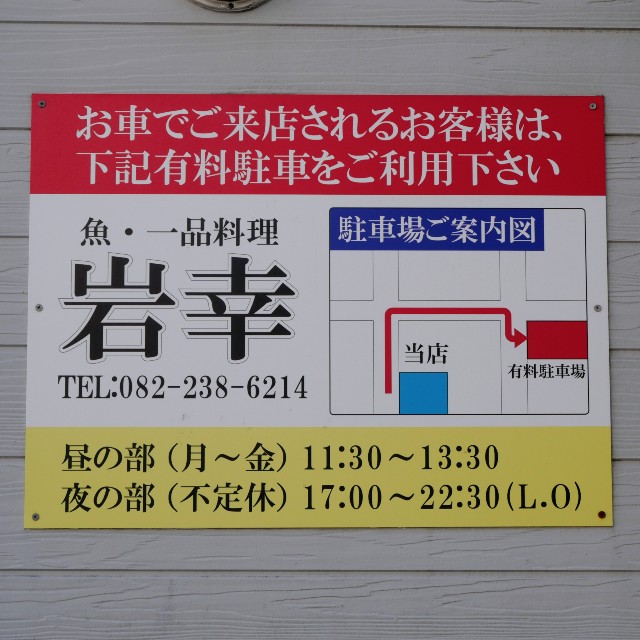 お車でご来店されるお客様は、
下記有料駐車をご利用下さい
魚・一品料理
岩幸
TEL:082-238-6214
駐車場ご案内図
当店
有料駐車場
昼の部（月～金）11:30～13:30
夜の部（不定休）17:00～22:30(L.O)